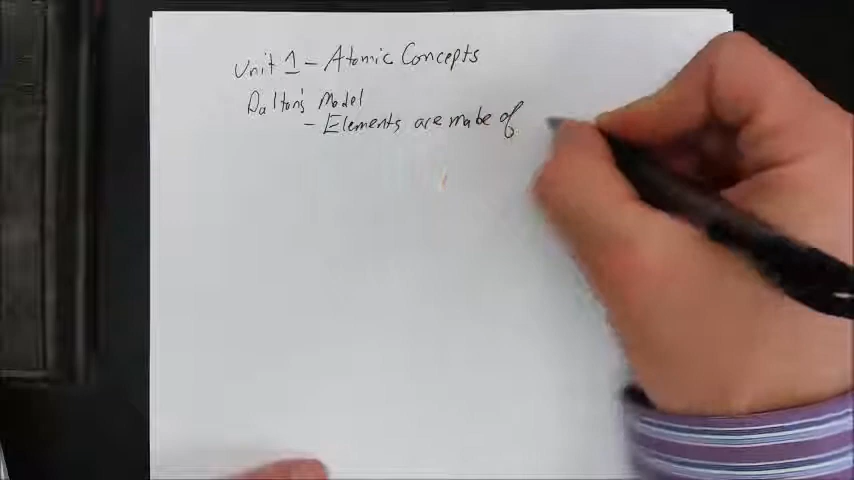 Unit 1 - Atomic Concepts
Dalton's Model
- Elements are made of